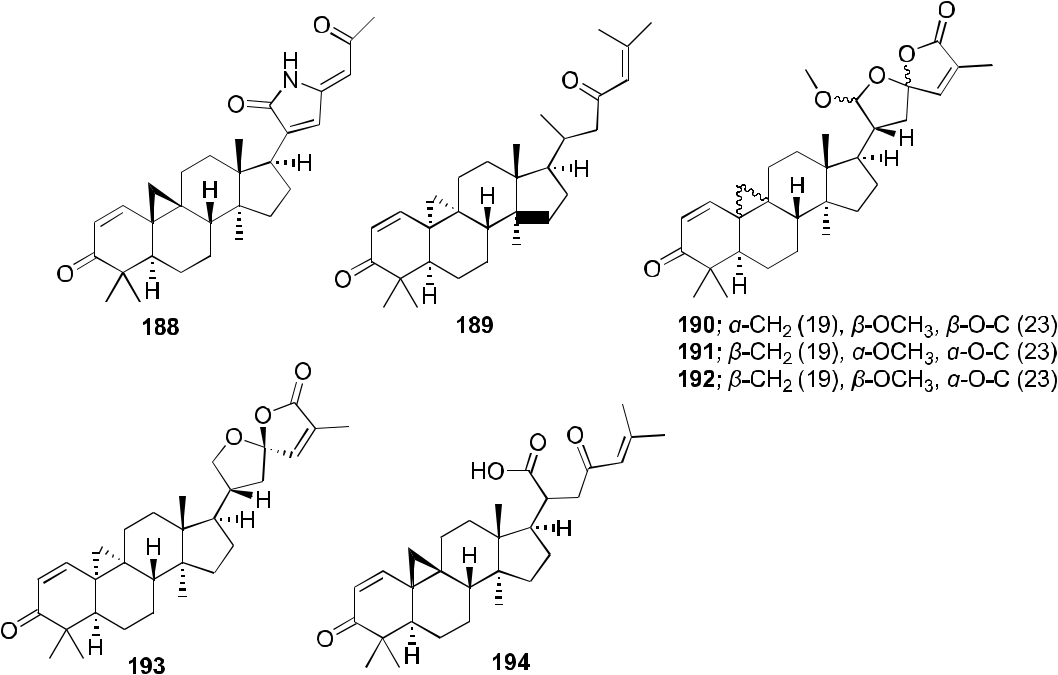 O
NH
O
H
H
O
H
188
O
H
H
O
H
189
O
O
O
O
H
H
H
O
H
190; α-CH2 (19), β-OCH3, β-O-C (23)
191; β-CH2 (19), α-OCH3, α-O-C (23)
192; β-CH2 (19), β-OCH3, α-O-C (23)
O
O
O
H
H
H
O
H
193
O
O
HO
H
H
O
H
194